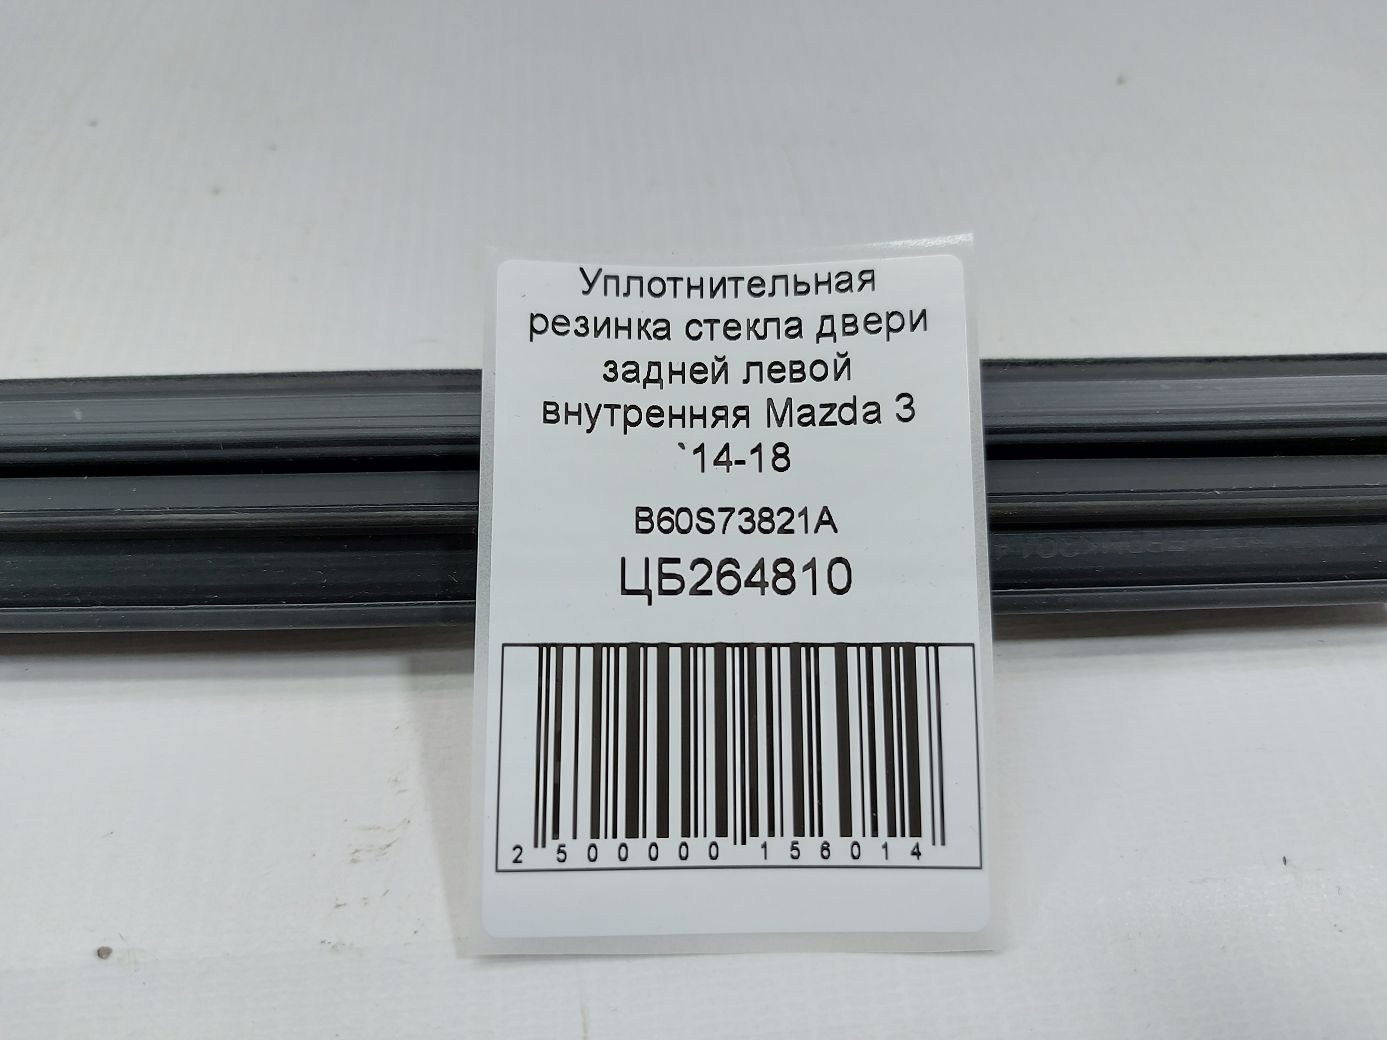 Уплотнительная
резинка стекла двери
задней левой
внутренняя Mazda 3
`14-18
B60S73821A
ЦБ264810
2 500000 156014